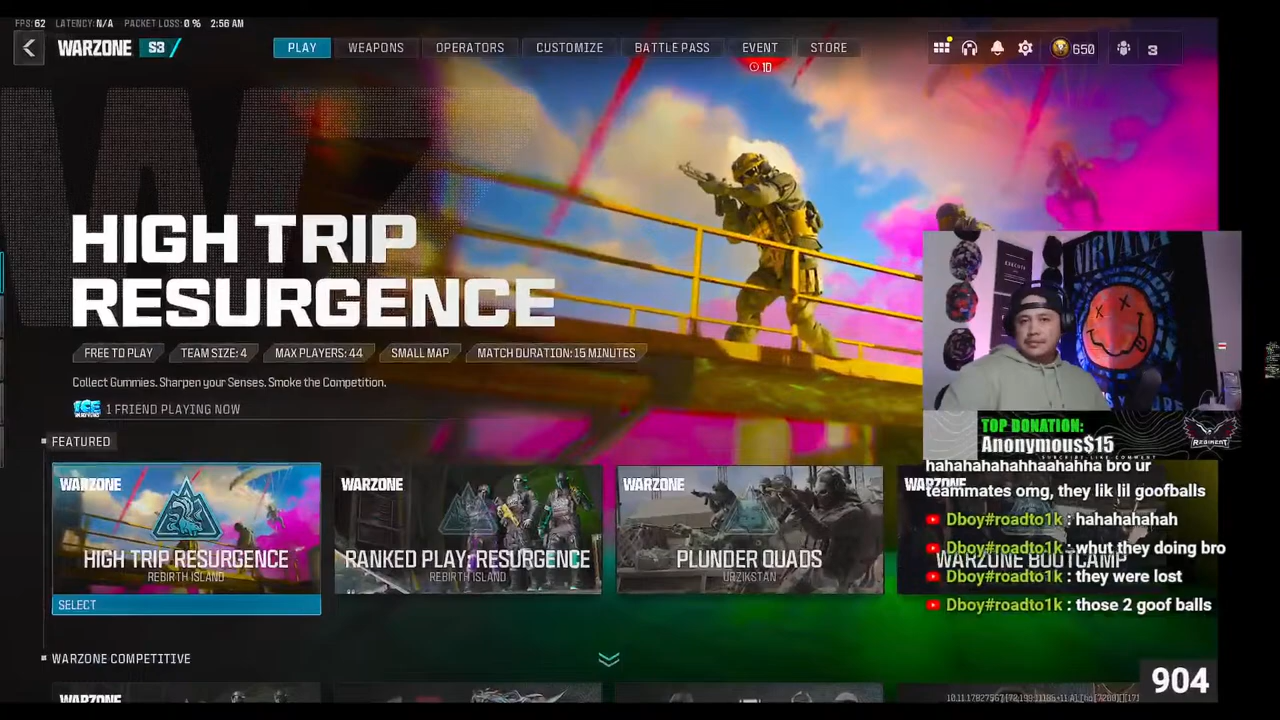 FPS: 62 LATENCY: N/A PACKET LOSS: 0 % 2:56 AM
WARZONE S3
PLAY WEAPONS OPERATORS CUSTOMIZE BATTLE PASS EVENT STORE
650 3
10
HIGH TRIP
RESURGENCE
FREE TO PLAY TEAM SIZE: 4 MAX PLAYERS: 44 SMALL MAP MATCH DURATION: 15 MINUTES
Collect Gummies. Sharpen your Senses. Smoke the Competition.
1 FRIEND PLAYING NOW
NIRVANA
TOP DONATION:
Anonymous$15
REGIMENT
FEATURED
WARZONE
HIGH TRIP RESURGENCE
REBIRTH ISLAND
SELECT
WARZONE
RANKED PLAY: RESURGENCE
REBIRTH ISLAND
WARZONE
PLUNDER QUADS
URZIKSTAN
WARZONE BOOTCAMP
hahahahahahhaahahha bro ur
teammates omg, they lik lil goofballs
Dboy#roadto1k : hahahahahah
Dboy#roadto1k : whut they doing bro
Dboy#roadto1k : they were lost
Dboy#roadto1k : those 2 goof balls
WARZONE COMPETITIVE
WARZONE
904